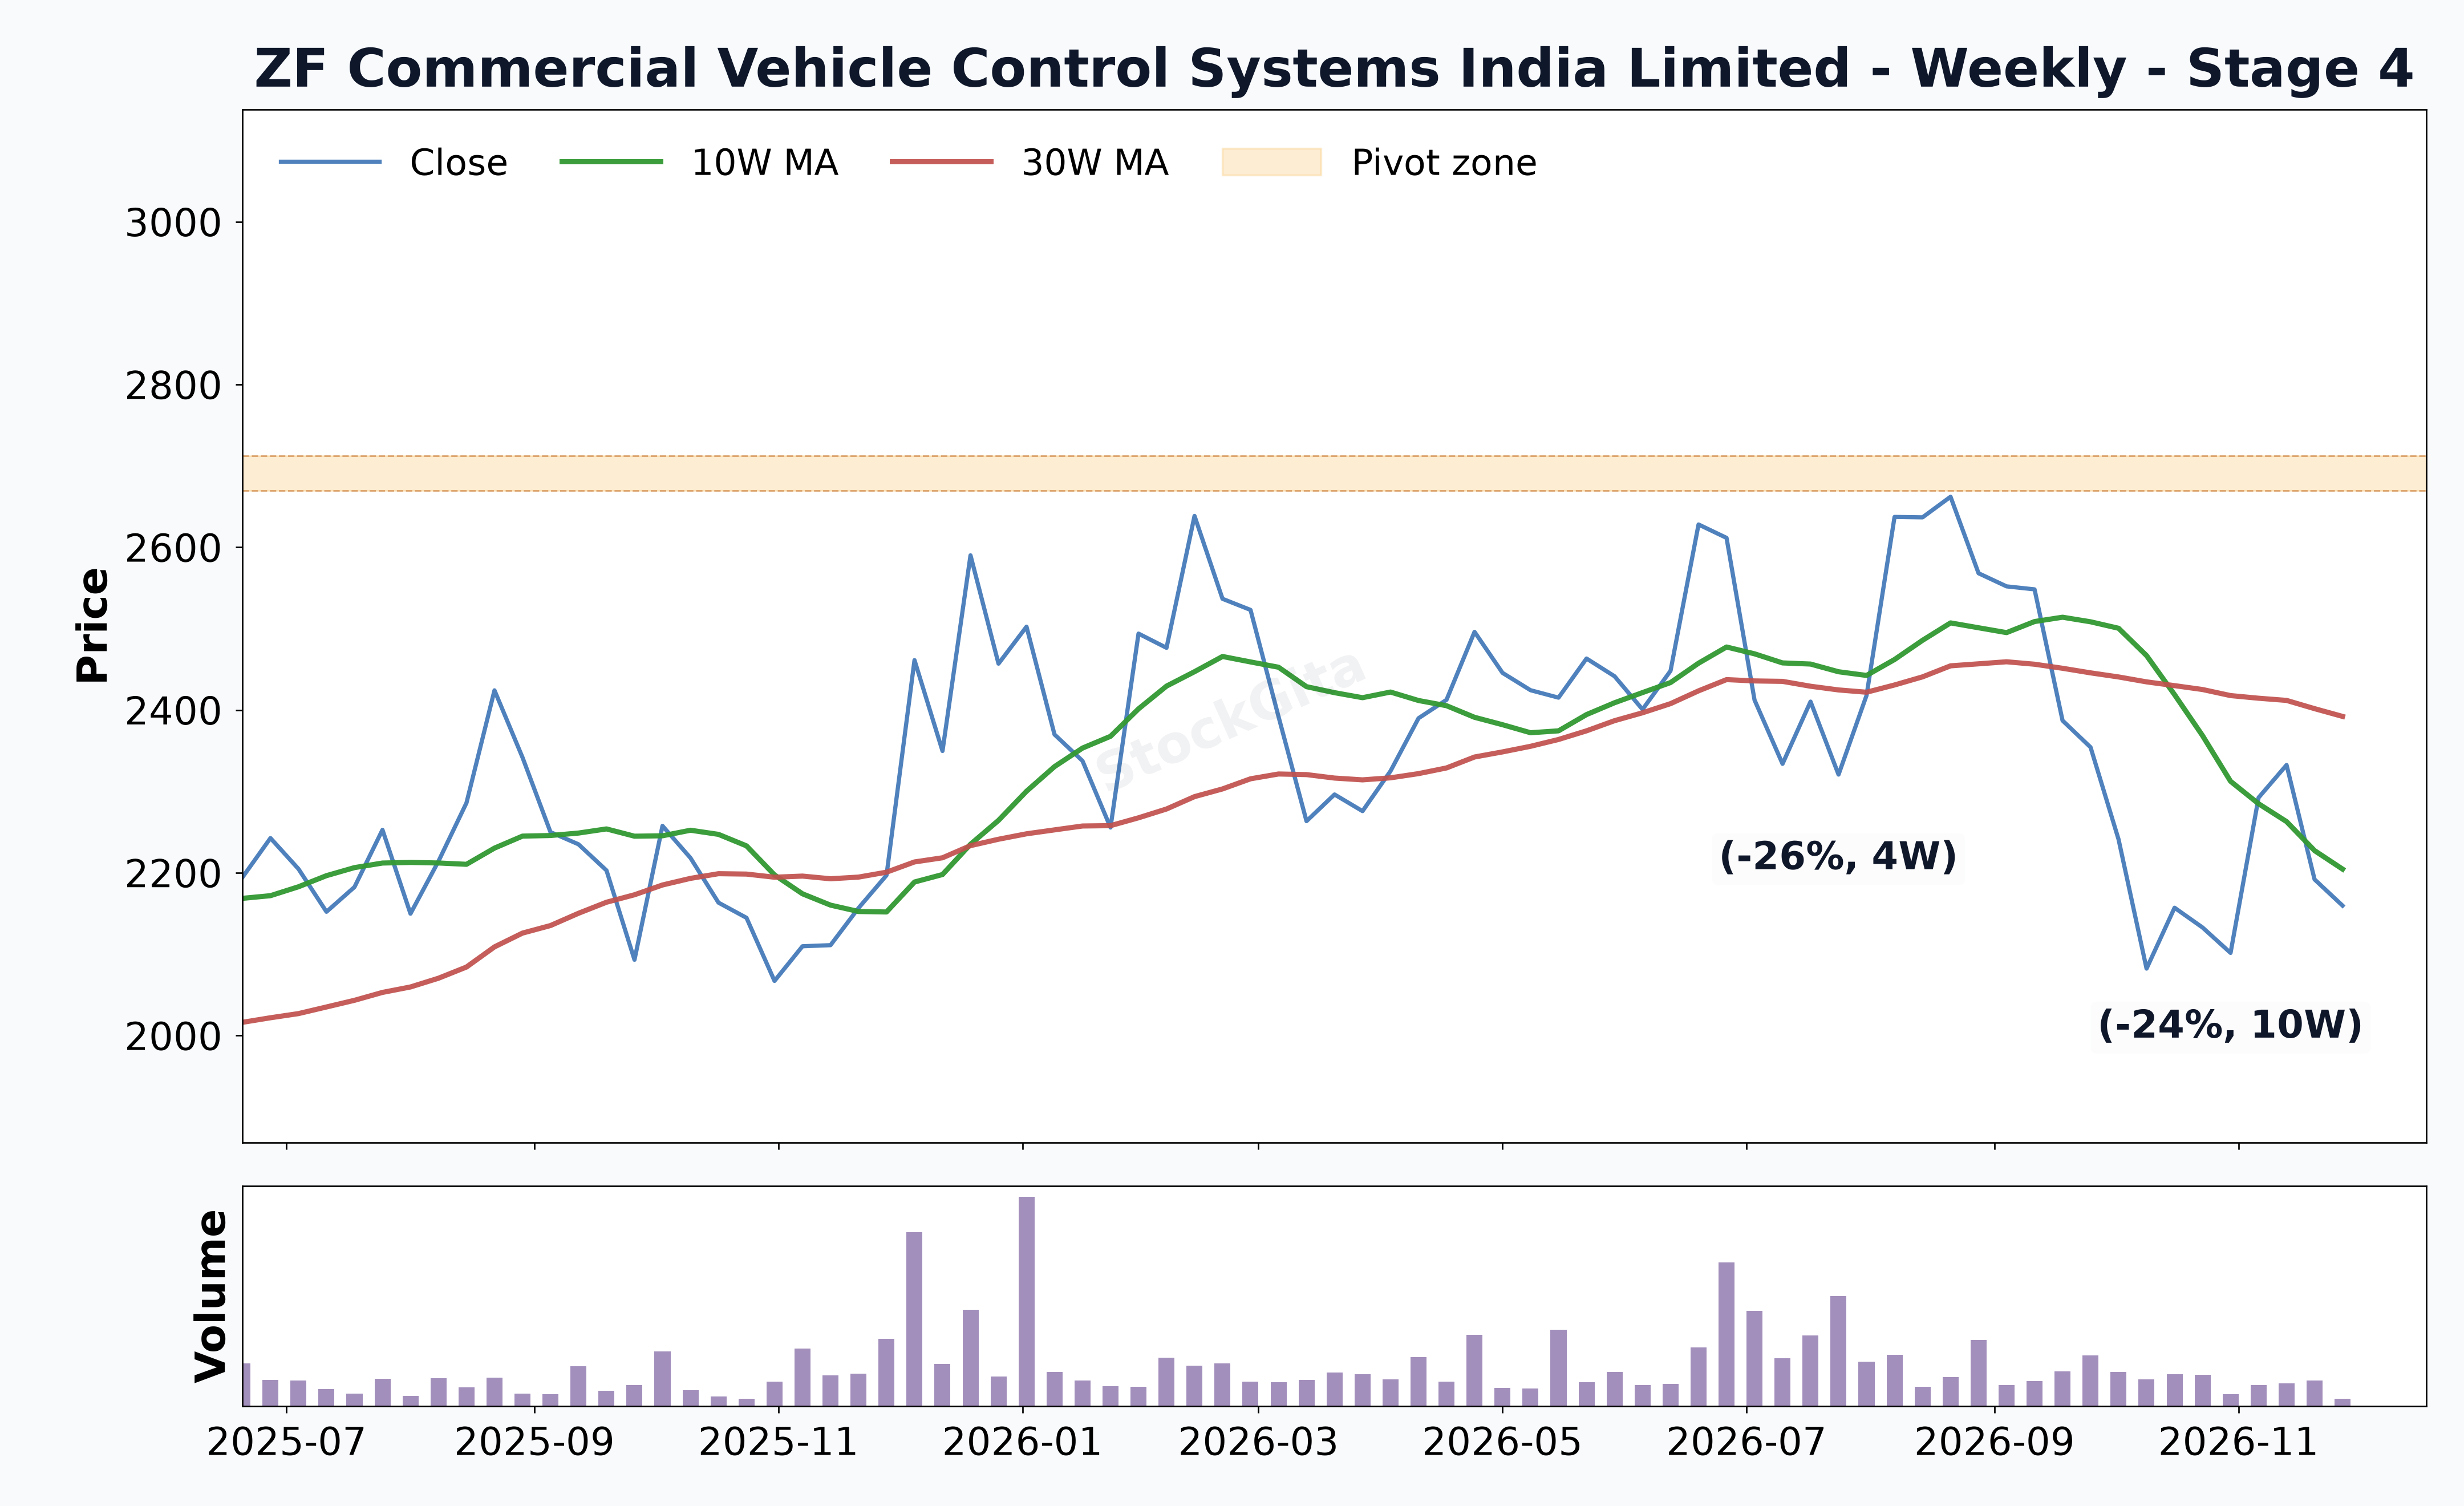 ZF Commercial Vehicle Control Systems India Limited - Weekly - Stage 4
Close
10W MA
30W MA
Pivot zone
Price
3000
2800
2600
2400
2200
2000
StockGita
(-26%, 4W)
(-24%, 10W)
Volume
2025-07
2025-09
2025-11
2026-01
2026-03
2026-05
2026-07
2026-09
2026-11